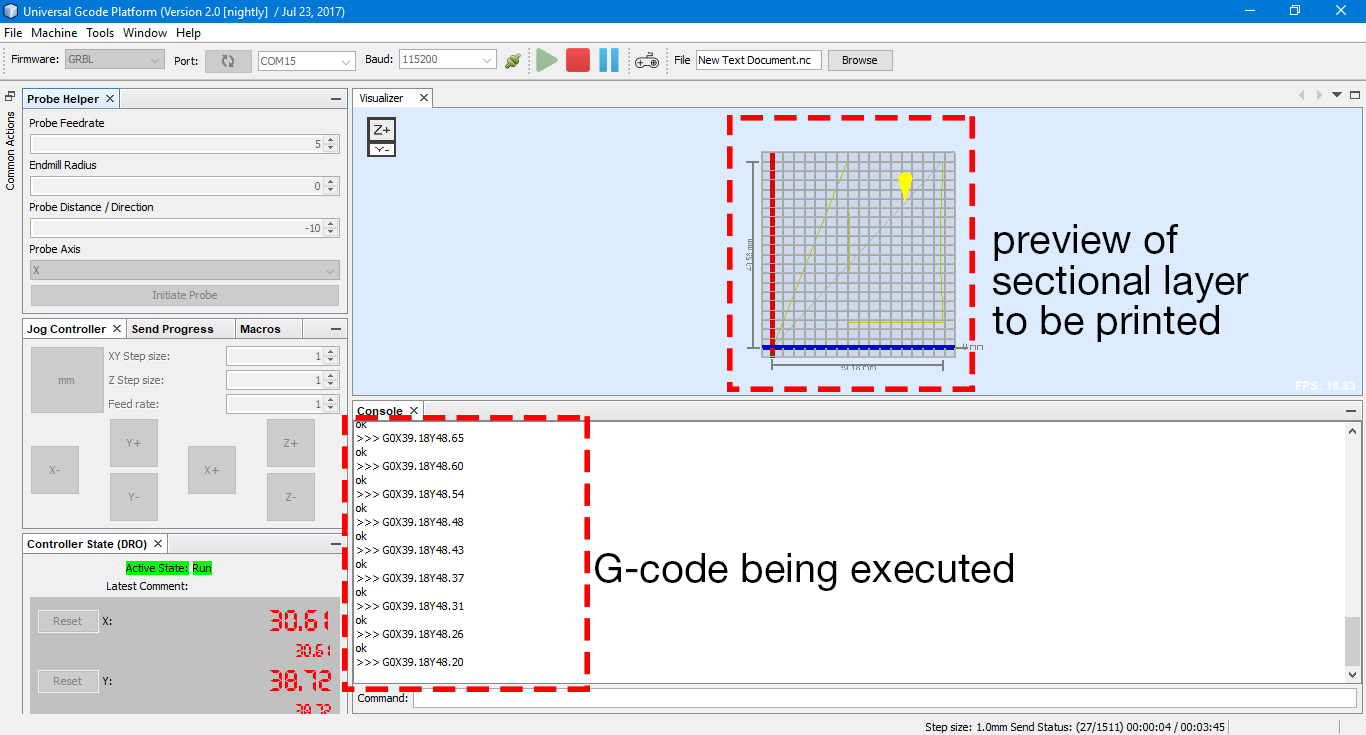 Universal Gcode Platform (Version 2.0 [nightly] / Jul 23, 2017)
File Machine Tools Window Help
Firmware: GRBL Port: COM15 Baud: 115200 File New Text Document.nc Browse
Common Actions
Probe Helper
Probe Feedrate
5
Endmill Radius
0
Probe Distance / Direction
-10
Probe Axis
X
Initiate Probe
Jog Controller Send Progress Macros
mm
XY Step size: 1
Z Step size: 1
Feed rate: 1
Y+ Z+
X- X+
Y- Z-
Controller State (DRO)
Active State: Run
Latest Comment:
Reset X: 30.61
30.61
Reset Y: 38.72
38.72
Visualizer
Z+
Y-
preview of
sectional layer
to be printed
FPS: 18.83
Console
ok
>>> G0X39.18Y48.65
ok
>>> G0X39.18Y48.60
ok
>>> G0X39.18Y48.54
ok
>>> G0X39.18Y48.48
ok
>>> G0X39.18Y48.43
ok
>>> G0X39.18Y48.37
ok
>>> G0X39.18Y48.31
ok
>>> G0X39.18Y48.26
ok
>>> G0X39.18Y48.20
G-code being executed
Command:
Step size: 1.0mm Send Status: (27/1511) 00:00:04 / 00:03:45